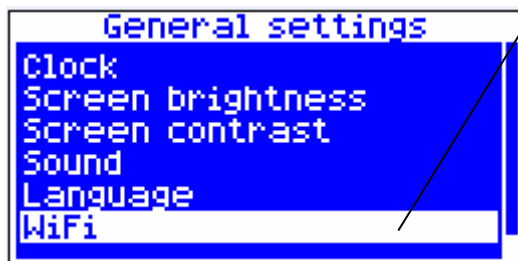 General settings
Clock
Screen brightness
Screen contrast
Sound
Language
WiFi